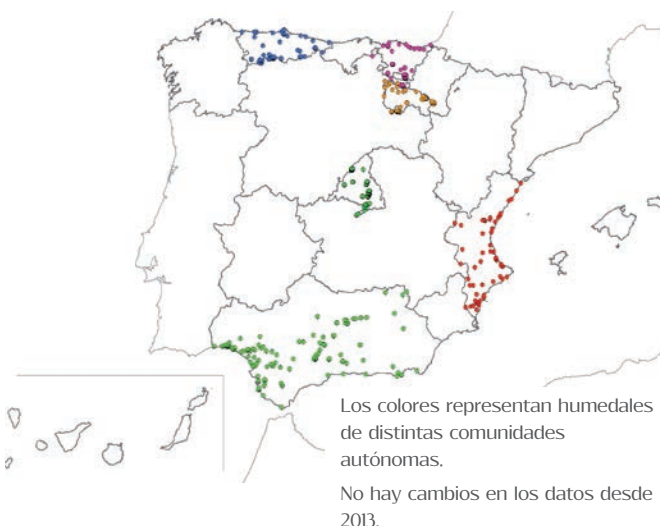 Los colores representan humedales
de distintas comunidades
autónomas.
No hay cambios en los datos desde
2013.